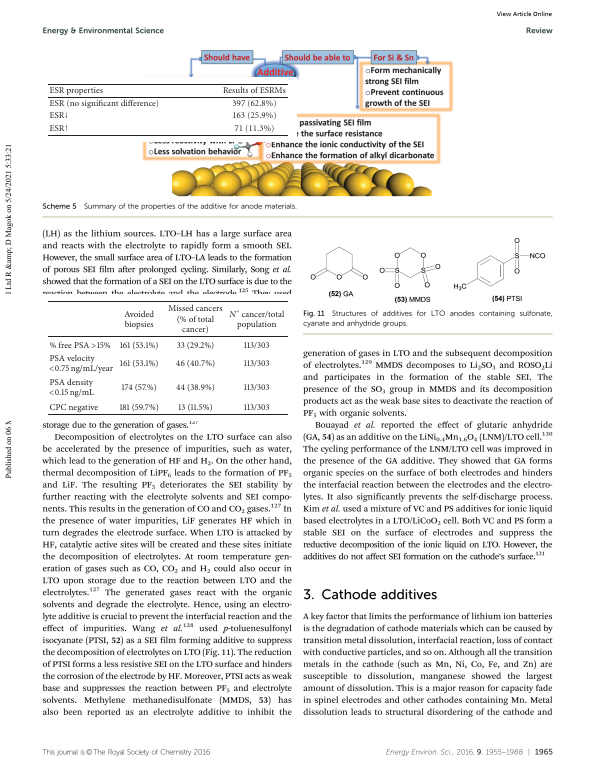 View Article Online
Energy & Environmental Science
Review
Should have
Should be able to
For Si & Sn
Additive
Form mechanically
strong SEI film
Prevent continuous
growth of the SEI
ESR properties Results of ESRMs
ESR (no significant difference) 397 (62.8%)
ESR↓ 163 (25.9%)
ESR↑ 71 (11.3%)
passivating SEI film
the surface resistance
Enhance the ionic conductivity of the SEI
Enhance the formation of alkyl dicarbonate
Less solvation behavior
Scheme 5 Summary of the properties of the additive for anode materials.
(LH) as the lithium sources. LTO–LH has a large surface area
and reacts with the electrolyte to rapidly form a smooth SEI.
However, the small surface area of LTO–LA leads to the formation
of porous SEI film after prolonged cycling. Similarly, Song et al.
showed that the formation of a SEI on the LTO surface is due to the
reaction between the electrolyte and the electrode.125 They used
Avoided
biopsies
Missed cancers
(% of total
cancer)
N° cancer/total
population
% free PSA >15% 161 (53.1%) 33 (29.2%) 113/303
PSA velocity
<0.75 ng/mL/year 161 (53.1%) 46 (40.7%) 113/303
PSA density
<0.15 ng/mL 174 (57.%) 44 (38.9%) 113/303
CPC negative 181 (59.7%) 13 (11.5%) 113/303
storage due to the generation of gases.127
Decomposition of electrolytes on the LTO surface can also
be accelerated by the presence of impurities, such as water,
which lead to the generation of HF and H2. On the other hand,
thermal decomposition of LiPF6 leads to the formation of PF5
and LiF. The resulting PF5 deteriorates the SEI stability by
further reacting with the electrolyte solvents and SEI compo-
nents. This results in the generation of CO and CO2 gases.127 In
the presence of water impurities, LiF generates HF which in
turn degrades the electrode surface. When LTO is attacked by
HF, catalytic active sites will be created and these sites initiate
the decomposition of electrolytes. At room temperature gen-
eration of gases such as CO, CO2 and H2 could also occur in
LTO upon storage due to the reaction between LTO and the
electrolytes.127 The generated gases react with the organic
solvents and degrade the electrolyte. Hence, using an electro-
lyte additive is crucial to prevent the interfacial reaction and the
effect of impurities. Wang et al.128 used p-toluenesulfonyl
isocyanate (PTSI, 52) as a SEI film forming additive to suppress
the decomposition of electrolytes on LTO (Fig. 11). The reduction
of PTSI forms a less resistive SEI on the LTO surface and hinders
the corrosion of the electrode by HF. Moreover, PTSI acts as weak
base and suppresses the reaction between PF5 and electrolyte
solvents. Methylene methanedisulfonate (MMDS, 53) has
also been reported as an electrolyte additive to inhibit the
O O O
(52) GA
O O O S S O O O
(53) MMDS
O S NCO O H3C
(54) PTSI
Fig. 11 Structures of additives for LTO anodes containing sulfonate,
cyanate and anhydride groups.
generation of gases in LTO and the subsequent decomposition
of electrolytes.129 MMDS decomposes to Li2SO3 and ROSO2Li
and participates in the formation of the stable SEI. The
presence of the SO3 group in MMDS and its decomposition
products act as the weak base sites to deactivate the reaction of
PF5 with organic solvents.
Bouayad et al. reported the effect of glutaric anhydride
(GA, 54) as an additive on the LiNi0.4Mn1.6O4 (LNM)/LTO cell.130
The cycling performance of the LNM/LTO cell was improved in
the presence of the GA additive. They showed that GA forms
organic species on the surface of both electrodes and hinders
the interfacial reaction between the electrodes and the electro-
lytes. It also significantly prevents the self-discharge process.
Kim et al. used a mixture of VC and PS additives for ionic liquid
based electrolytes in a LTO/LiCoO2 cell. Both VC and PS form a
stable SEI on the surface of electrodes and suppress the
reductive decomposition of the ionic liquid on LTO. However, the
additives do not affect SEI formation on the cathode's surface.131
3. Cathode additives
A key factor that limits the performance of lithium ion batteries
is the degradation of cathode materials which can be caused by
transition metal dissolution, interfacial reaction, loss of contact
with conductive particles, and so on. Although all the transition
metals in the cathode (such as Mn, Ni, Co, Fe, and Zn) are
susceptible to dissolution, manganese showed the largest
amount of dissolution. This is a major reason for capacity fade
in spinel electrodes and other cathodes containing Mn. Metal
dissolution leads to structural disordering of the cathode and
l Ltd R &amp; D Magok on 5/24/2021 5:33:21
Published on 06
This journal is © The Royal Society of Chemistry 2016
Energy Environ. Sci., 2016, 9, 1955–1988 | 1965